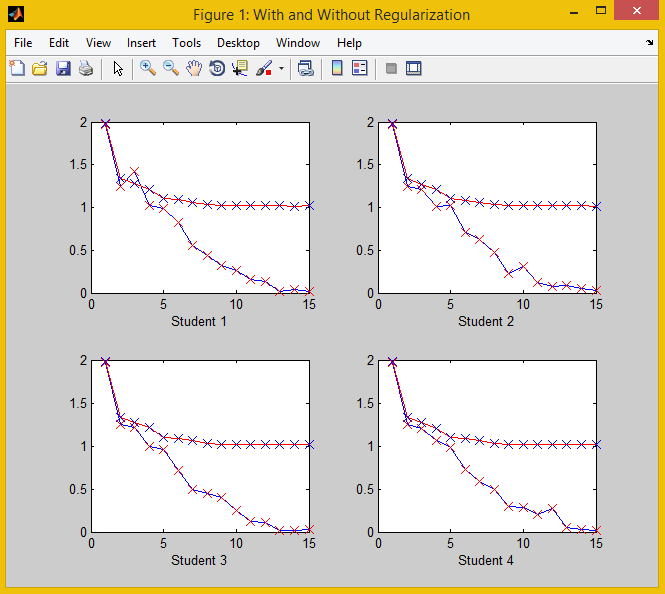 Figure 1: With and Without Regularization
File Edit View Insert Tools Desktop Window Help
2
1.5
1
0.5
0
0 5 10 15
Student 1
2
1.5
1
0.5
0
0 5 10 15
Student 2
2
1.5
1
0.5
0
0 5 10 15
Student 3
2
1.5
1
0.5
0
0 5 10 15
Student 4